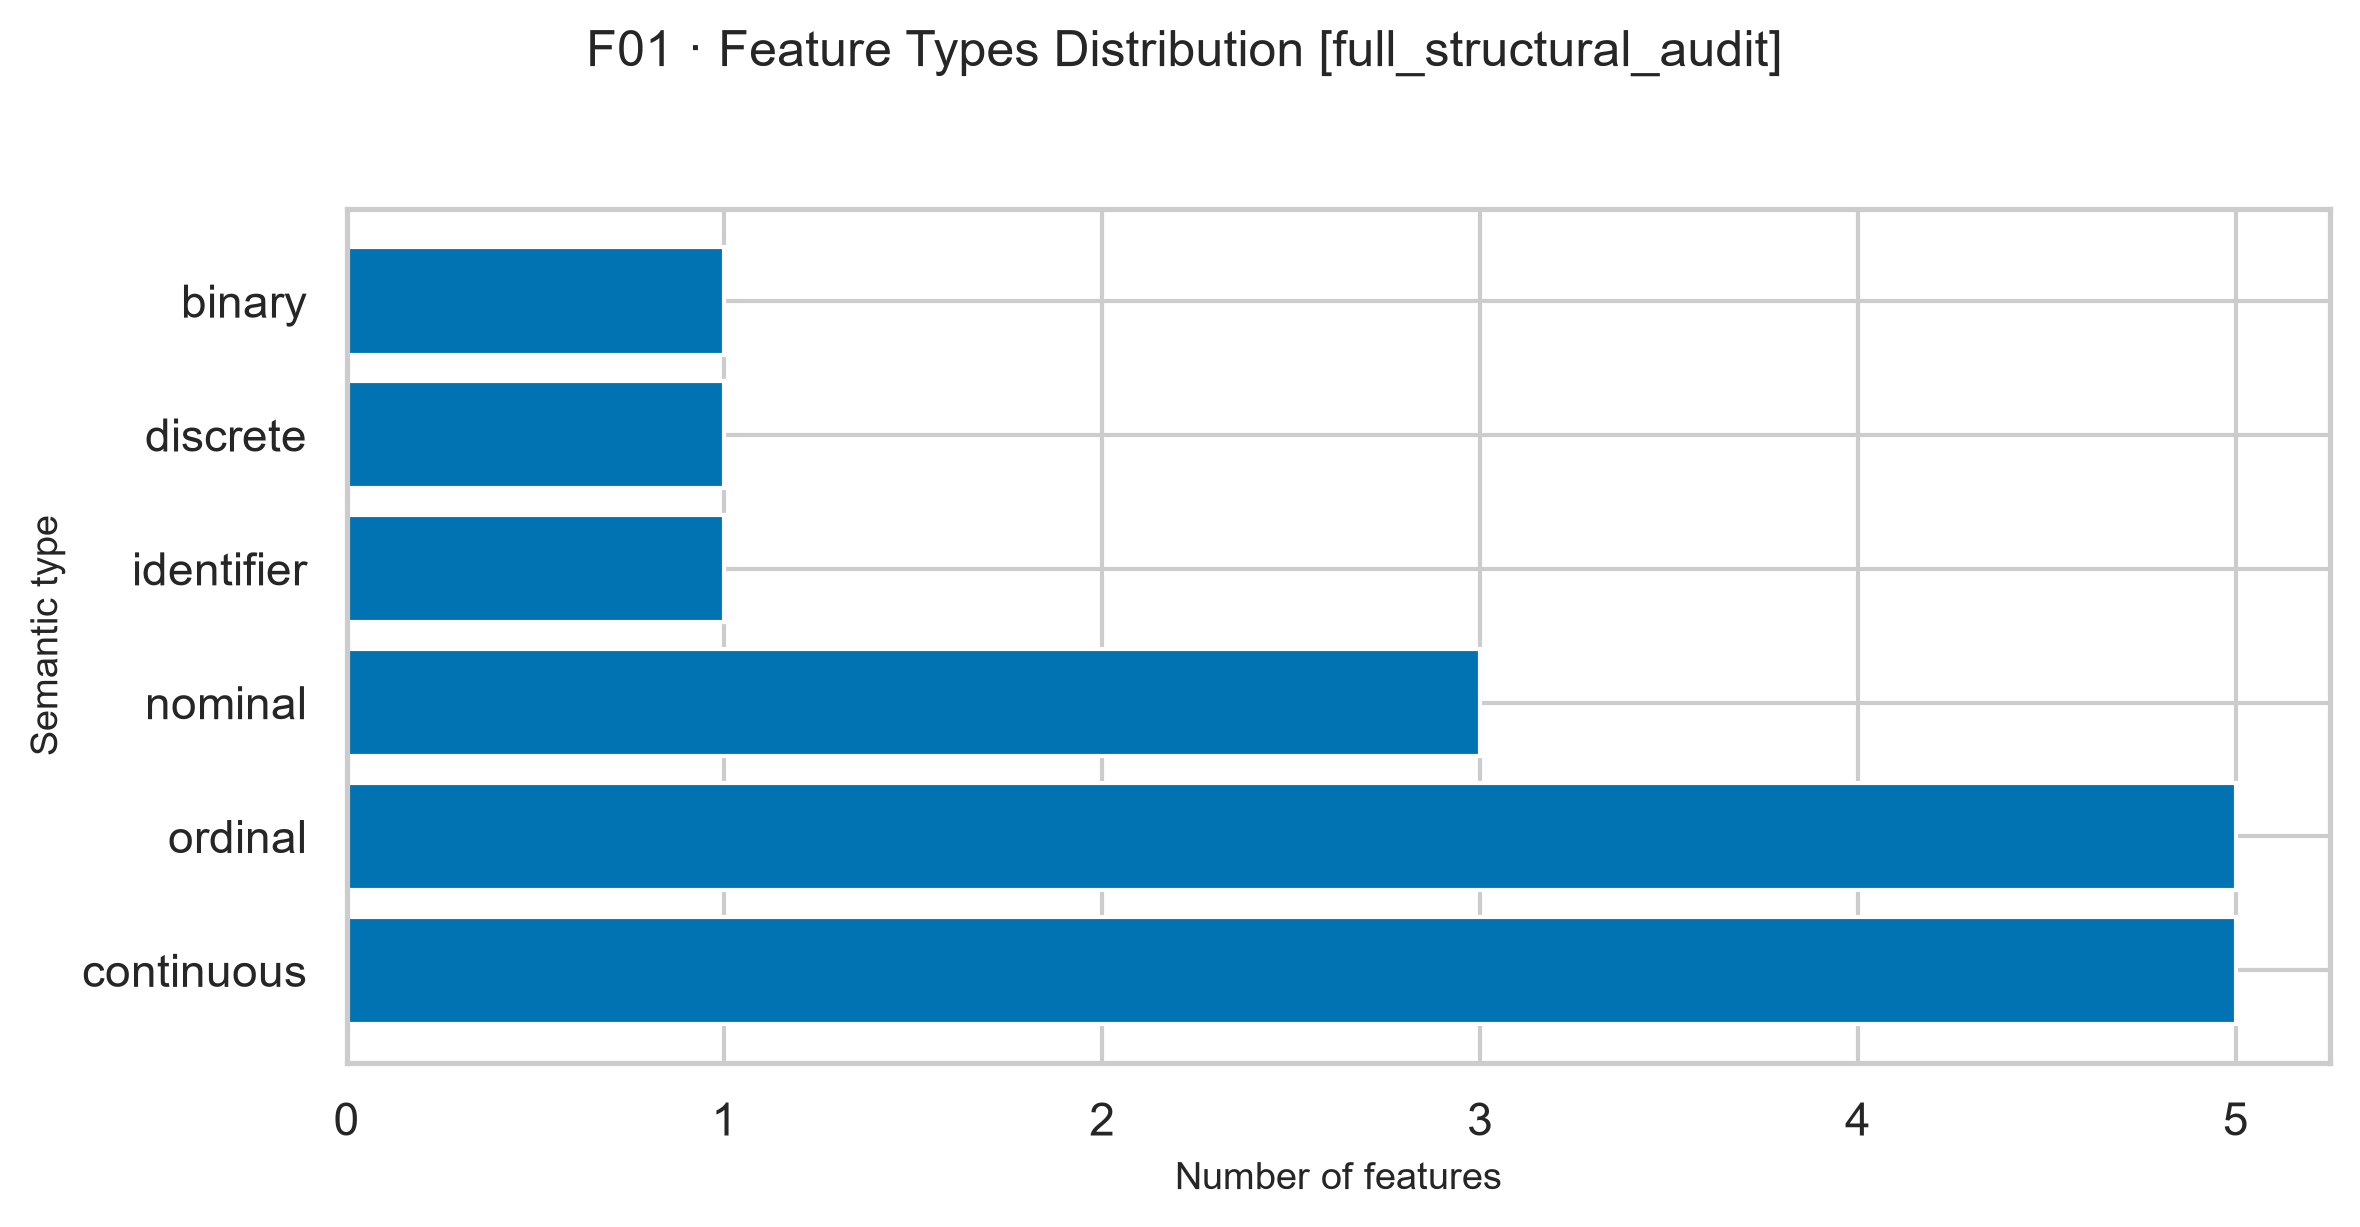 F01 · Feature Types Distribution [full_structural_audit]
Semantic type
binary
discrete
identifier
nominal
ordinal
continuous
0 1 2 3 4 5
Number of features